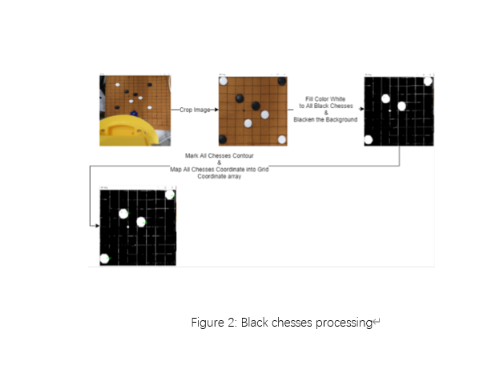 Crop Image
Fill Color White
to All Black Chesses
&
Blacken the Background
Mark All Chesses Contour
&
Map All Chesses Coordinate into Grid
Coordinate array
Figure 2: Black chesses processing↵